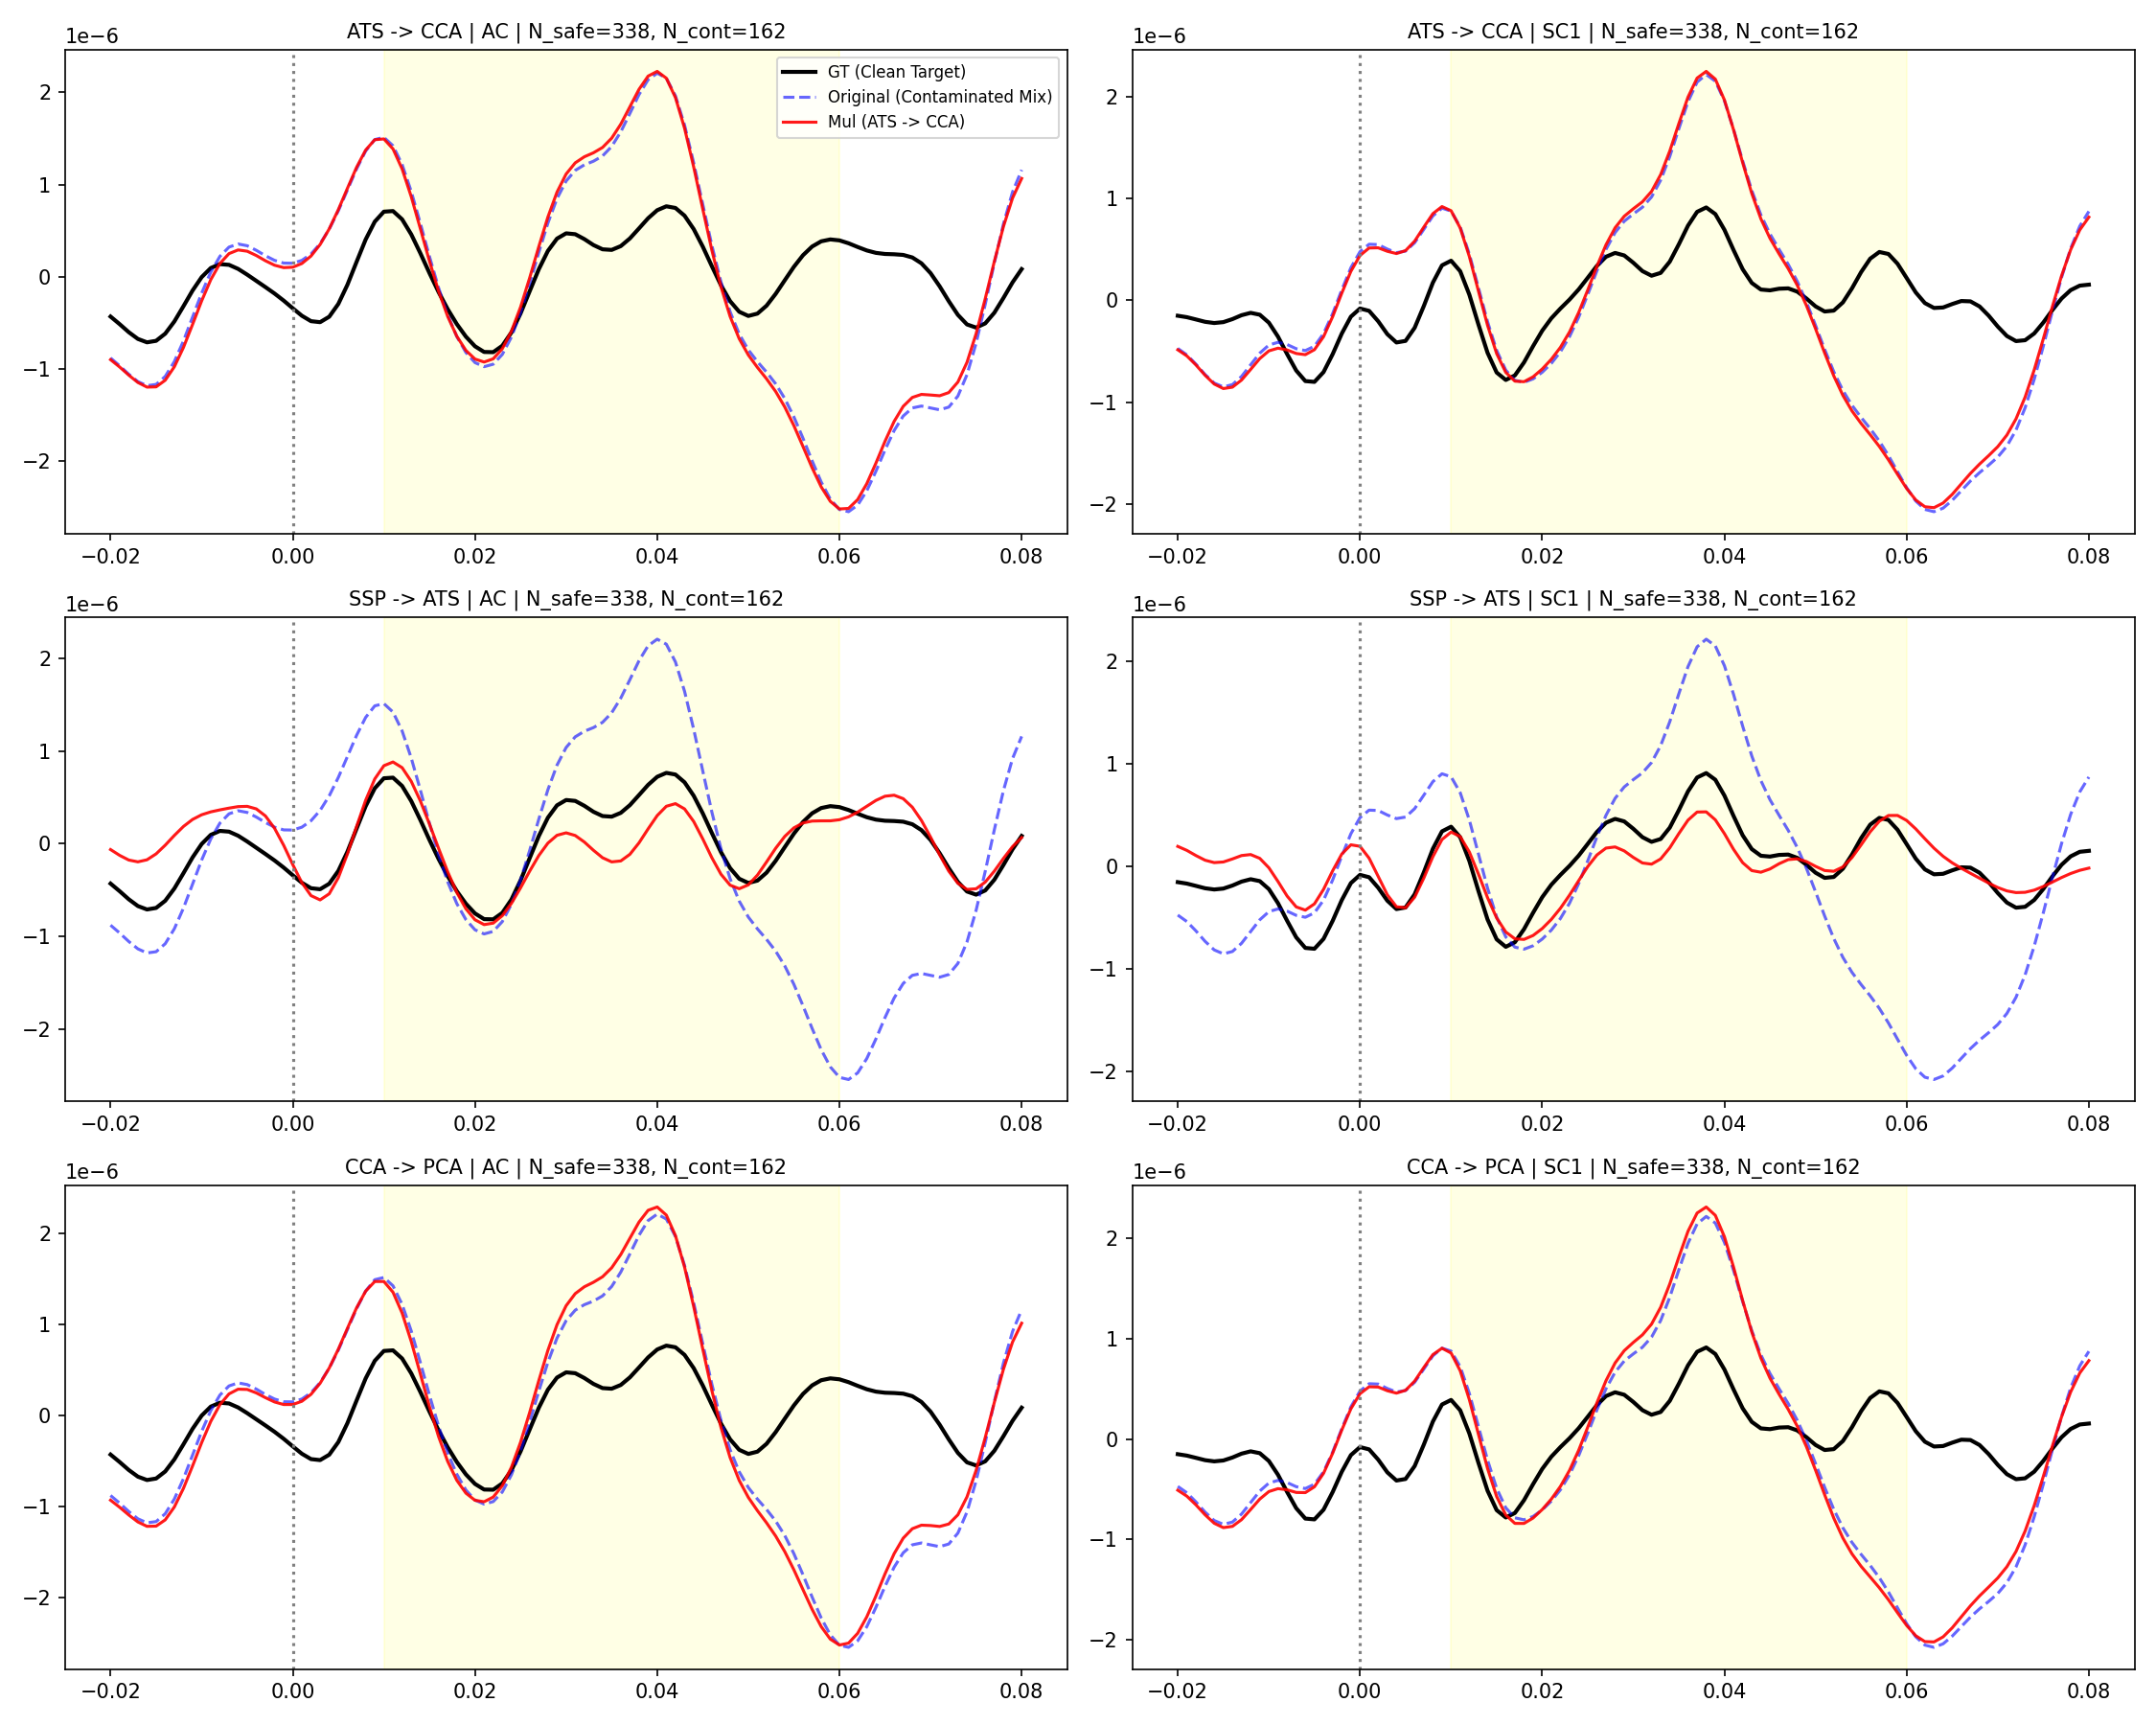 ATS -> CCA | AC | N_safe=338, N_cont=162
1e−6
GT (Clean Target)
Original (Contaminated Mix)
Mul (ATS -> CCA)
2
1
0
−1
−2
−0.02 0.00 0.02 0.04 0.06 0.08
ATS -> CCA | SC1 | N_safe=338, N_cont=162
1e−6
2
1
0
−1
−2
−0.02 0.00 0.02 0.04 0.06 0.08
SSP -> ATS | AC | N_safe=338, N_cont=162
1e−6
2
1
0
−1
−2
−0.02 0.00 0.02 0.04 0.06 0.08
SSP -> ATS | SC1 | N_safe=338, N_cont=162
1e−6
2
1
0
−1
−2
−0.02 0.00 0.02 0.04 0.06 0.08
CCA -> PCA | AC | N_safe=338, N_cont=162
1e−6
2
1
0
−1
−2
−0.02 0.00 0.02 0.04 0.06 0.08
CCA -> PCA | SC1 | N_safe=338, N_cont=162
1e−6
2
1
0
−1
−2
−0.02 0.00 0.02 0.04 0.06 0.08